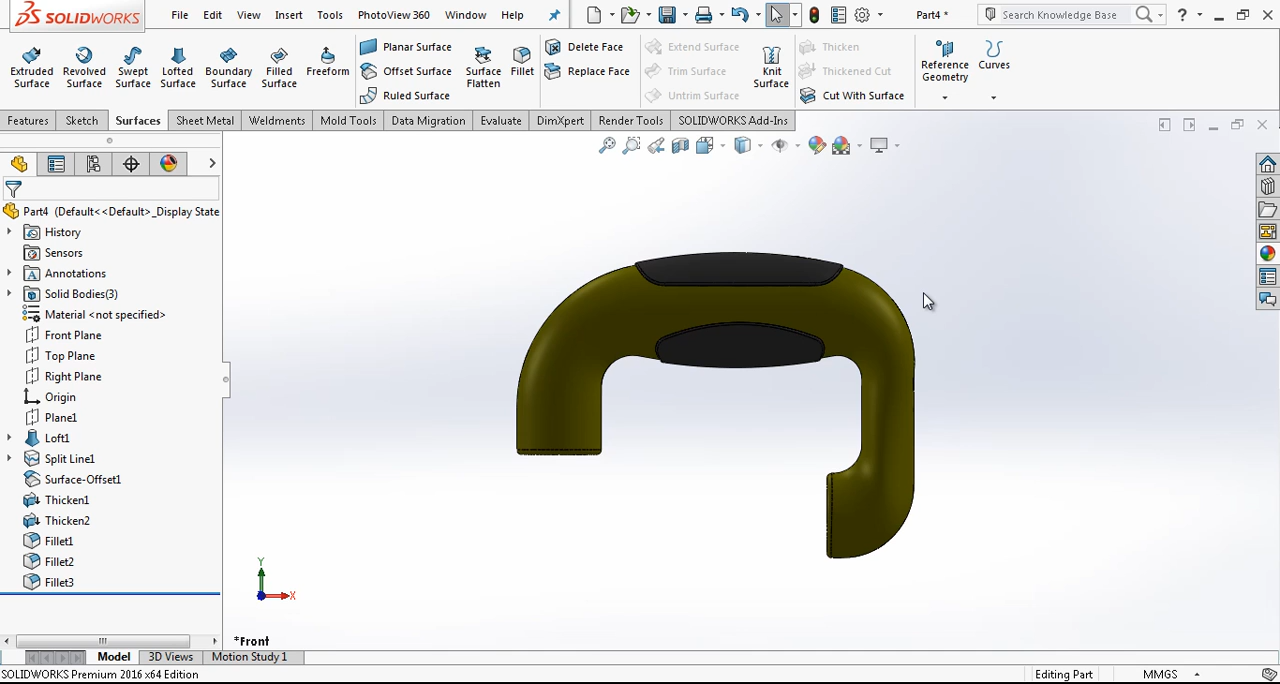 SOLIDWORKS File Edit View Insert Tools PhotoView 360 Window Help Part4 * Search Knowledge Base ?
Extruded Surface
Revolved Surface
Swept Surface
Lofted Surface
Boundary Surface
Filled Surface
Freeform
Planar Surface
Offset Surface
Ruled Surface
Surface Flatten
Fillet
Delete Face
Replace Face
Extend Surface
Trim Surface
Untrim Surface
Knit Surface
Thicken
Thickened Cut
Cut With Surface
Reference Geometry
Curves
Features Sketch Surfaces Sheet Metal Weldments Mold Tools Data Migration Evaluate DimXpert Render Tools SOLIDWORKS Add-Ins
Part4 (Default<<Default>_Display State
History
Sensors
Annotations
Solid Bodies(3)
Material <not specified>
Front Plane
Top Plane
Right Plane
Origin
Plane1
Loft1
Split Line1
Surface-Offset1
Thicken1
Thicken2
Fillet1
Fillet2
Fillet3
Y
X
*Front
Model 3D Views Motion Study 1
SOLIDWORKS Premium 2016 x64 Edition Editing Part MMGS